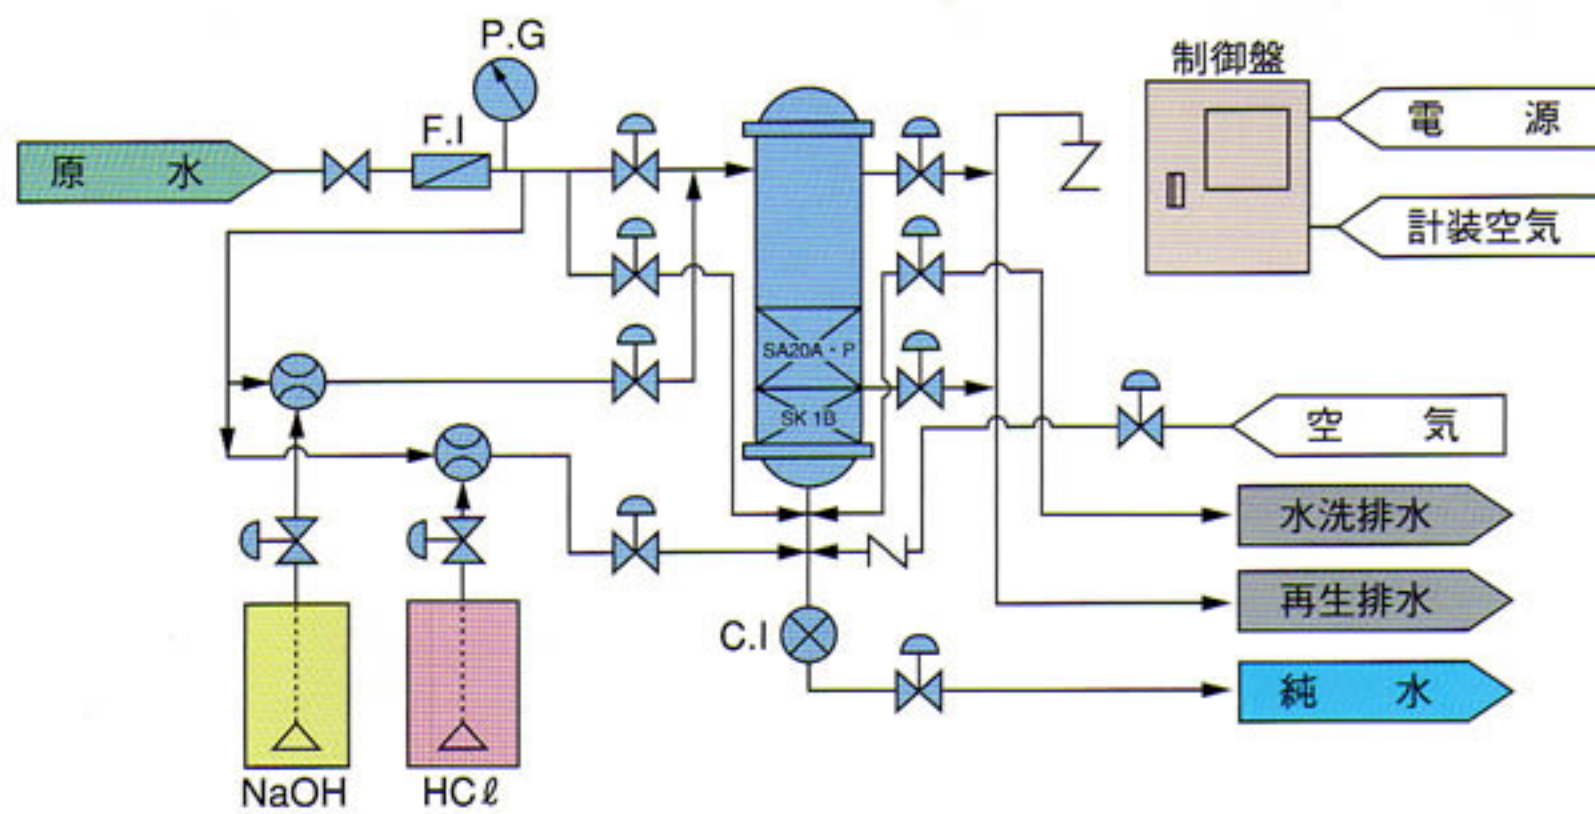 P.G
制御盤
F.I
電源
原水
計装空気
SA20A・P
SK 1B
空気
水洗排水
再生排水
C.I
純水
NaOH
HCℓ